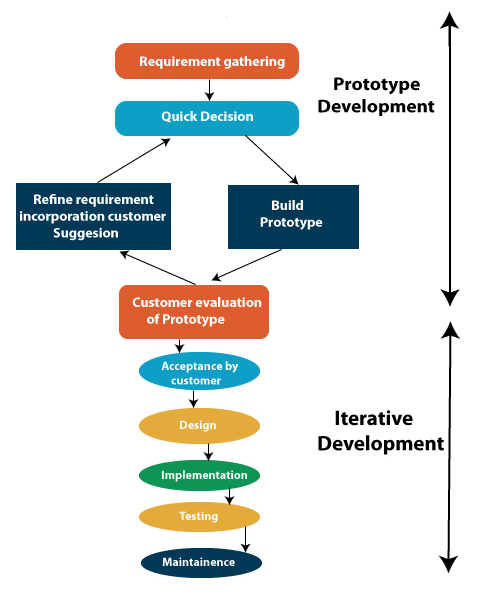 Requirement gathering
Prototype
Development
Quick Decision
Refine requirement
incorporation customer
Suggesion
Build
Prototype
Customer evaluation
of Prototype
Acceptance by
customer
Design
Iterative
Development
Implementation
Testing
Maintainence